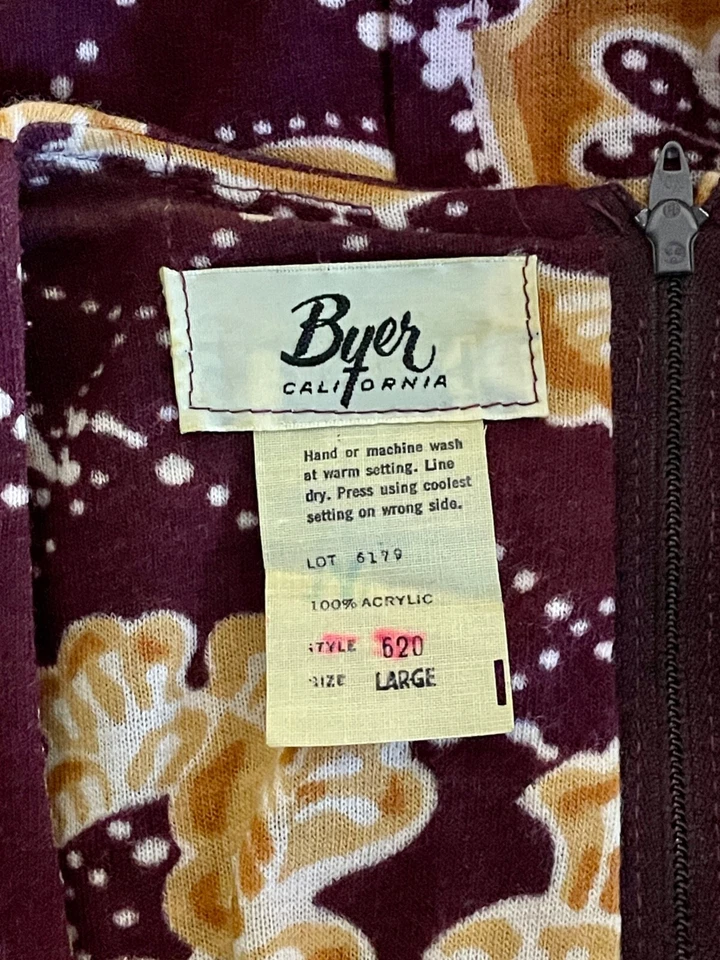 Byer
CALIFORNIA
Hand or machine wash
at warm setting. Line
dry. Press using coolest
setting on wrong side.
LOT 6179
100% ACRYLIC
STYLE 620
SIZE LARGE